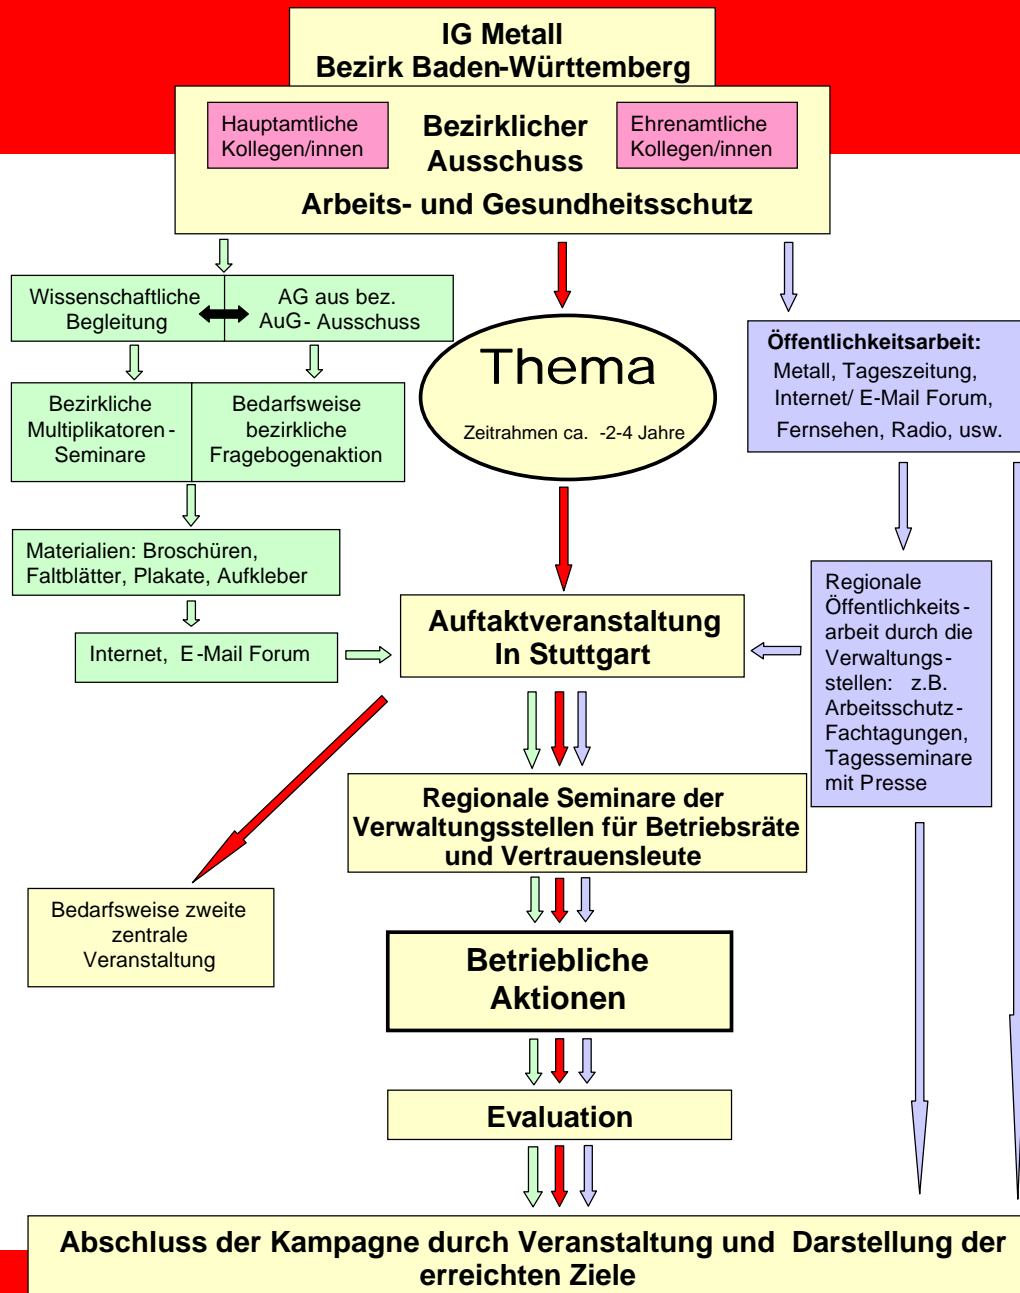 IG Metall
Bezirk Baden-Württemberg
Hauptamtliche
Kollegen/innen
Bezirklicher
Ausschuss
Ehrenamtliche
Kollegen/innen
Arbeits- und Gesundheitsschutz
Wissenschaftliche
Begleitung
AG aus bez.
AuG- Ausschuss
Bezirkliche
Multiplikatoren-
Seminare
Bedarfsweise
bezirkliche
Fragebogenaktion
Materialien: Broschüren,
Faltblätter, Plakate, Aufkleber
Internet, E-Mail Forum
Thema
Zeitrahmen ca. -2-4 Jahre
Öffentlichkeitsarbeit:
Metall, Tageszeitung,
Internet/ E-Mail Forum,
Fernsehen, Radio, usw.
Regionale
Öffentlichkeits-
arbeit durch die
Verwaltungs-
stellen: z.B.
Arbeitsschutz-
Fachtagungen,
Tagesseminare
mit Presse
Auftaktveranstaltung
In Stuttgart
Regionale Seminare der
Verwaltungsstellen für Betriebsräte
und Vertrauensleute
Bedarfsweise zweite
zentrale
Veranstaltung
Betriebliche
Aktionen
Evaluation
Abschluss der Kampagne durch Veranstaltung und Darstellung der
erreichten Ziele